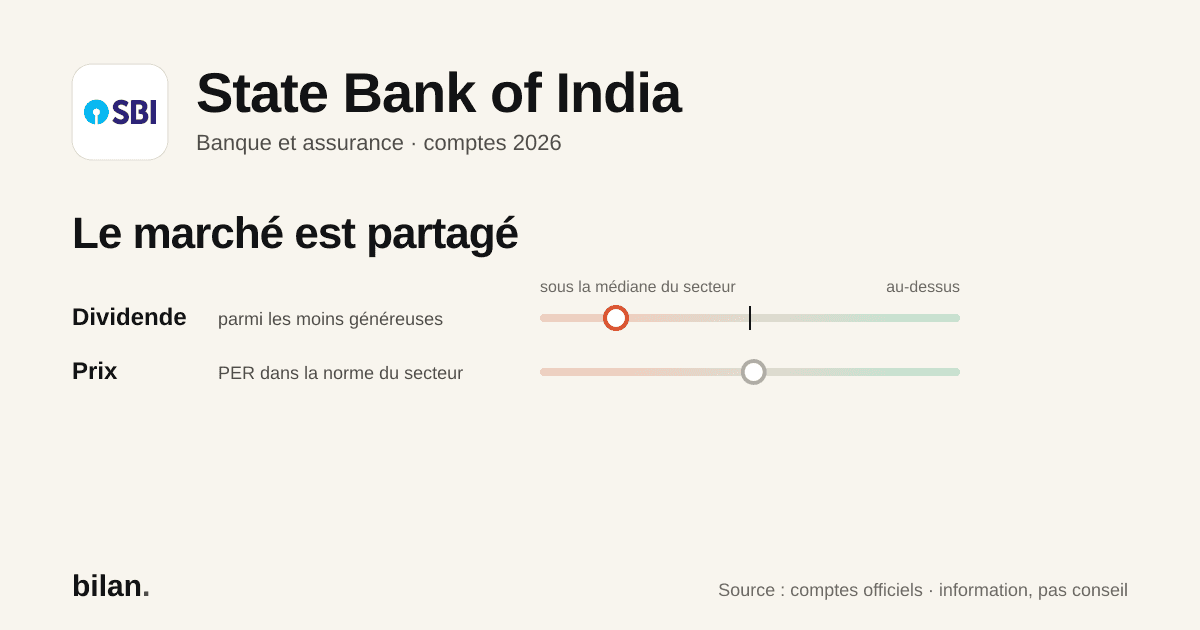 SBI
State Bank of India
Banque et assurance · comptes 2026
Le marché est partagé
sous la médiane du secteur au-dessus
Dividende parmi les moins généreuses
Prix PER dans la norme du secteur
bilan.
Source : comptes officiels · information, pas conseil